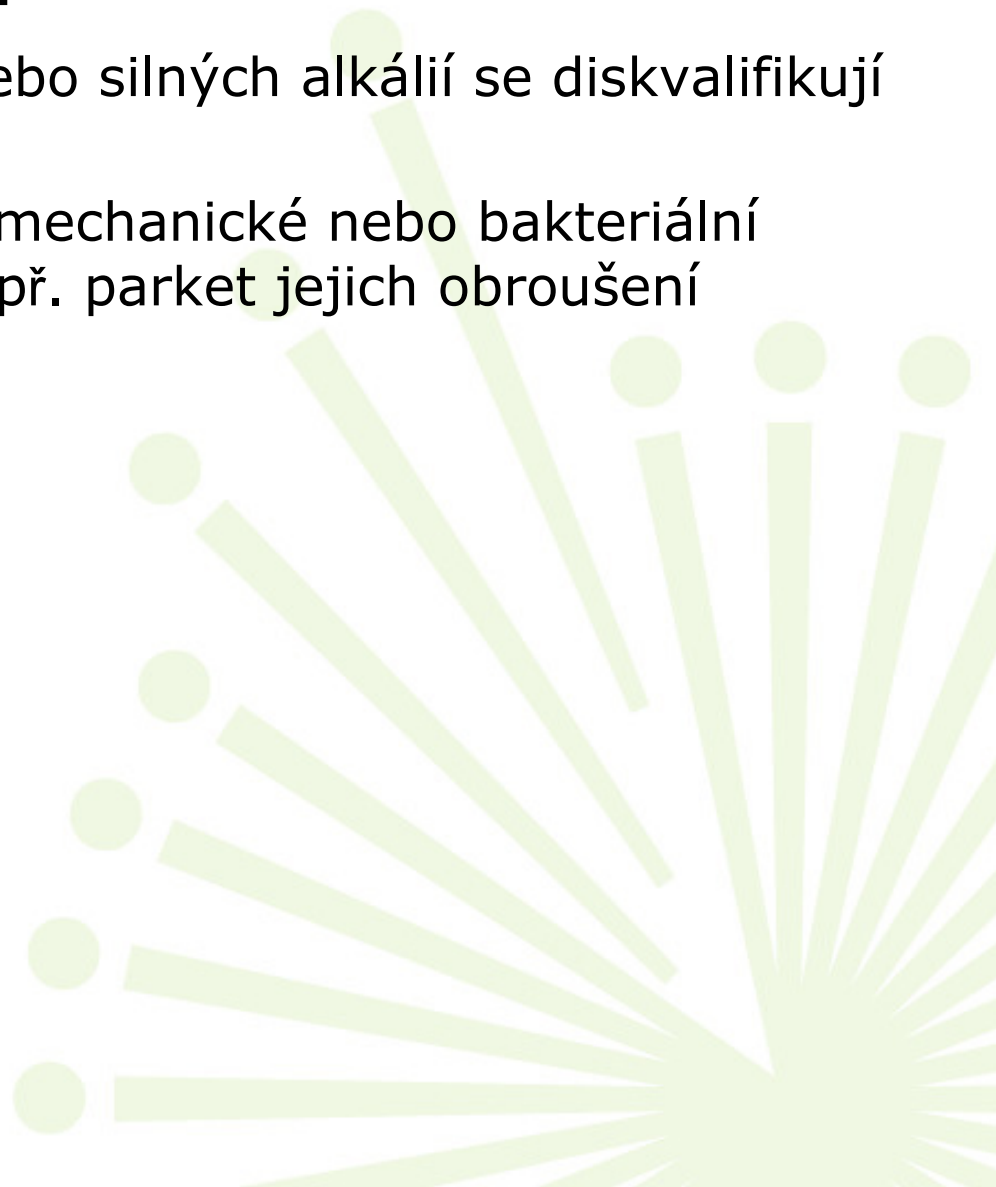 ebo silných alkálií se diskvalifikují
mechanické nebo bakteriální
př. parket jejich obroušení